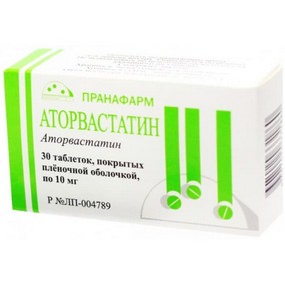 ПРАНАФАРМ
АТОРВАСТАТИН
Аторвастатин
30 таблеток, покрытых
плёночной оболочкой,
по 10 мг
Р №ЛП-004789